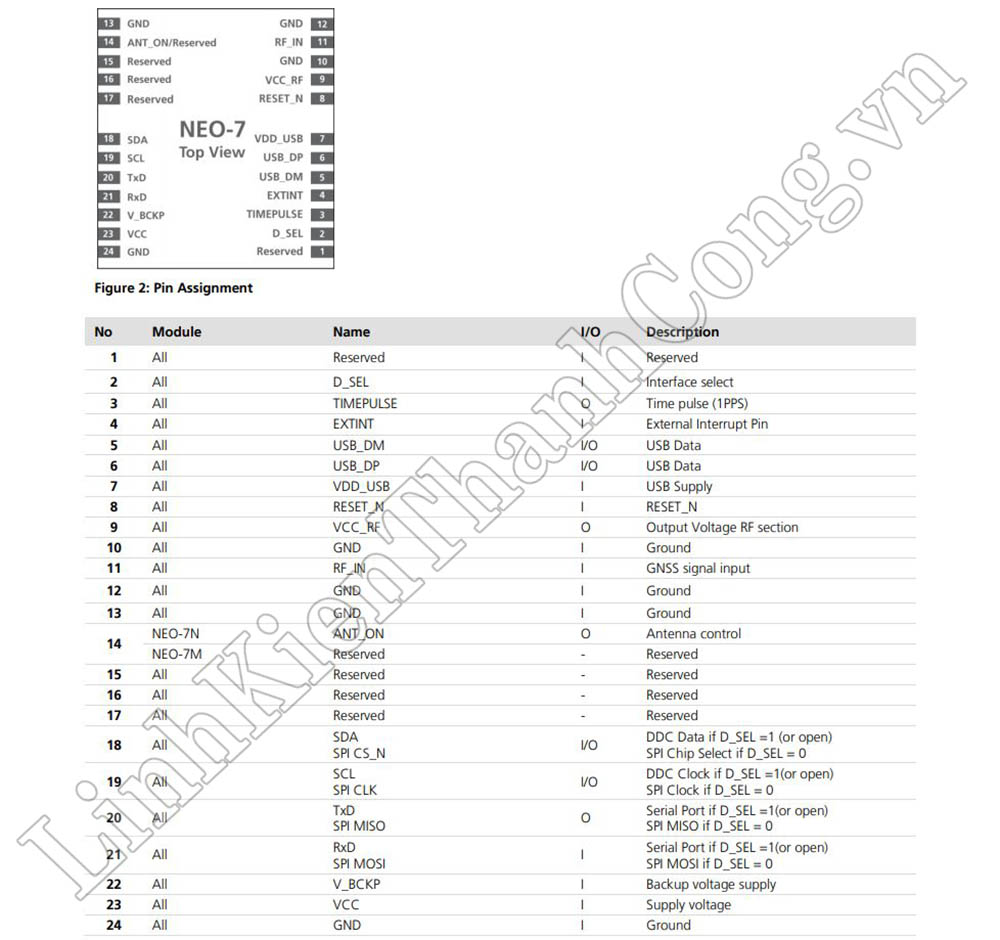 13 GND GND 12
14 ANT_ON/Reserved RF_IN 11
15 Reserved GND 10
16 Reserved VCC_RF 9
17 Reserved RESET_N 8
NEO-7
Top View
VDD_USB 7
18 SDA
19 SCL USB_DP 6
20 TxD USB_DM 5
21 RxD EXTINT 4
22 V_BCKP TIMEPULSE 3
23 VCC D_SEL 2
24 GND Reserved 1
Figure 2: Pin Assignment
No Module Name I/O Description
1 All Reserved I Reserved
2 All D_SEL I Interface select
3 All TIMEPULSE O Time pulse (1PPS)
4 All EXTINT I External Interrupt Pin
5 All USB_DM I/O USB Data
6 All USB_DP I/O USB Data
7 All VDD_USB I USB Supply
8 All RESET_N I RESET_N
9 All VCC_RF O Output Voltage RF section
10 All GND I Ground
11 All RF_IN I GNSS signal input
12 All GND I Ground
13 All GND I Ground
14 NEO-7N ANT_ON O Antenna control
NEO-7M Reserved - Reserved
15 All Reserved - Reserved
16 All Reserved - Reserved
17 All Reserved - Reserved
18 All SDA I/O DDC Data if D_SEL =1 (or open)
SPI CS_N SPI Chip Select if D_SEL = 0
19 All SCL I/O DDC Clock if D_SEL =1(or open)
SPI CLK SPI Clock if D_SEL = 0
20 All TxD O Serial Port if D_SEL =1(or open)
SPI MISO SPI MISO if D_SEL = 0
21 All RxD I Serial Port if D_SEL =1(or open)
SPI MOSI SPI MOSI if D_SEL = 0
22 All V_BCKP I Backup voltage supply
23 All VCC I Supply voltage
24 All GND I Ground
LinhKienThanhCong.vn